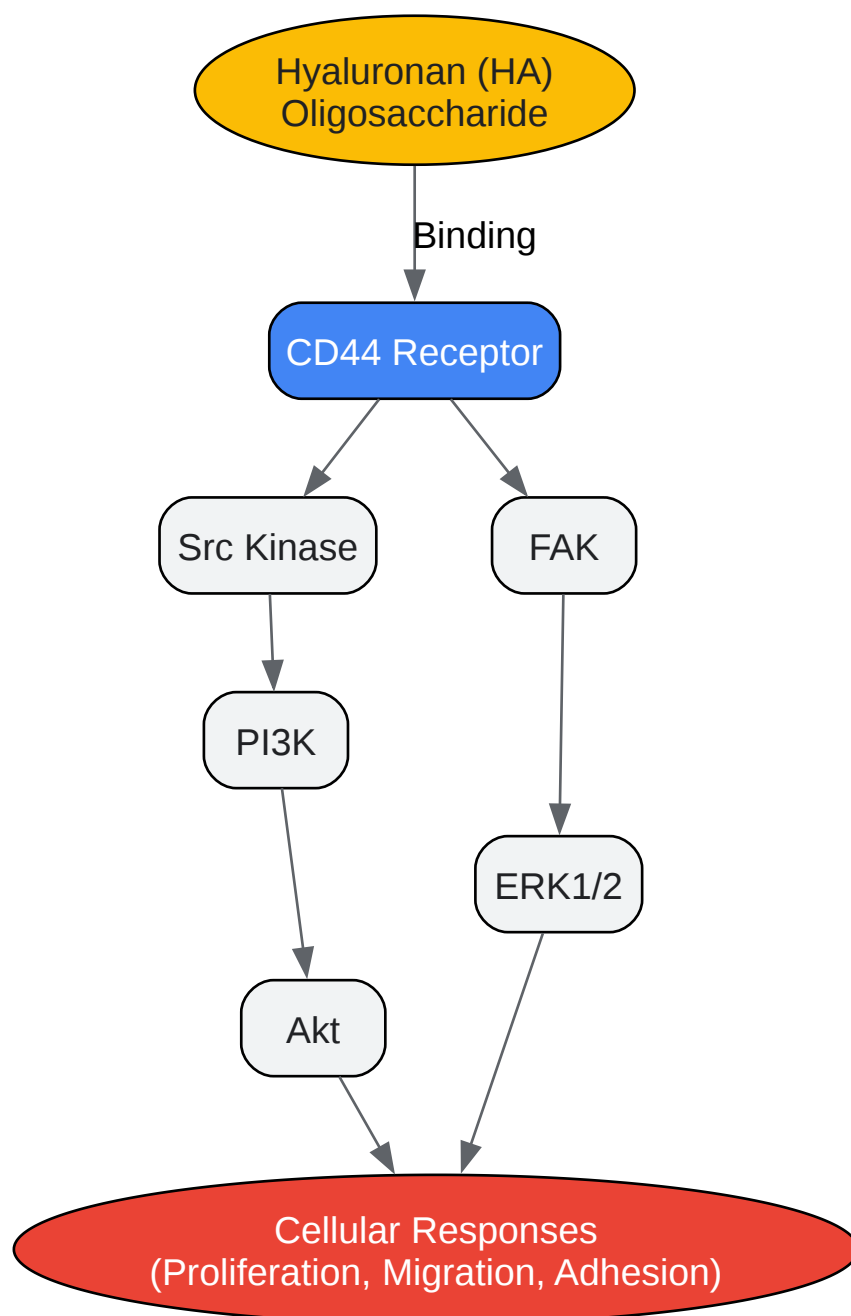 Hyaluronan (HA)
Oligosaccharide
Binding
CD44 Receptor
Src Kinase
FAK
PI3K
ERK1/2
Akt
Cellular Responses
(Proliferation, Migration, Adhesion)